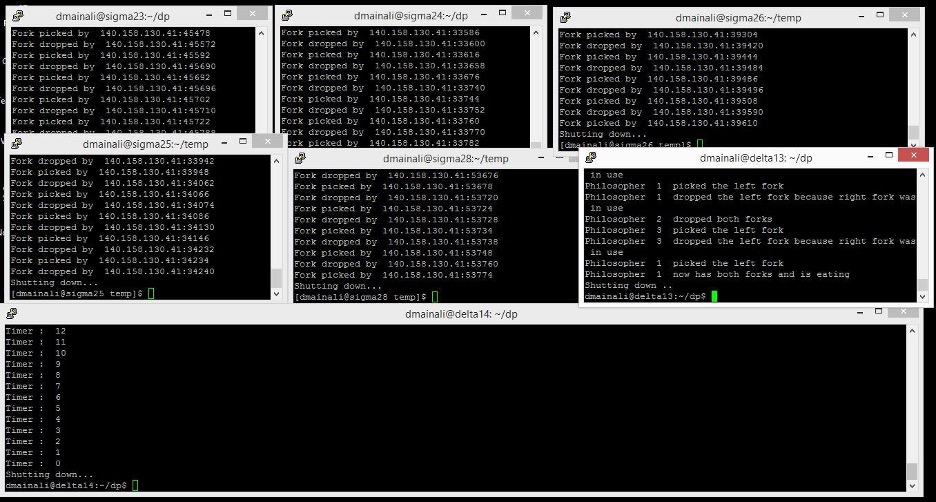 dmainali@sigma23:~/dp
Fork picked by  140.158.130.41:45478
Fork dropped by  140.158.130.41:45572
Fork picked by  140.158.130.41:45592
Fork dropped by  140.158.130.41:45690
Fork picked by  140.158.130.41:45692
Fork dropped by  140.158.130.41:45696
Fork picked by  140.158.130.41:45702
Fork dropped by  140.158.130.41:45710
Fork picked by  140.158.130.41:45722
Fork dropped by  140.158.130.41:45788
dmainali@sigma24:~/dp
Fork picked by  140.158.130.41:33586
Fork dropped by  140.158.130.41:33600
Fork picked by  140.158.130.41:33616
Fork dropped by  140.158.130.41:33658
Fork picked by  140.158.130.41:33676
Fork dropped by  140.158.130.41:33740
Fork picked by  140.158.130.41:33744
Fork dropped by  140.158.130.41:33752
Fork picked by  140.158.130.41:33760
Fork dropped by  140.158.130.41:33770
Fork picked by  140.158.130.41:33782
dmainali@sigma26:~/temp
Fork picked by  140.158.130.41:39304
Fork dropped by  140.158.130.41:39420
Fork picked by  140.158.130.41:39444
Fork dropped by  140.158.130.41:39484
Fork picked by  140.158.130.41:39486
Fork dropped by  140.158.130.41:39496
Fork picked by  140.158.130.41:39508
Fork dropped by  140.158.130.41:39590
Fork picked by  140.158.130.41:39610
Shutting down...
[dmainali@sigma26 temp]$
dmainali@sigma25:~/temp
Fork dropped by  140.158.130.41:33942
Fork picked by  140.158.130.41:33948
Fork dropped by  140.158.130.41:34062
Fork picked by  140.158.130.41:34066
Fork dropped by  140.158.130.41:34074
Fork picked by  140.158.130.41:34086
Fork dropped by  140.158.130.41:34130
Fork picked by  140.158.130.41:34146
Fork dropped by  140.158.130.41:34232
Fork picked by  140.158.130.41:34234
Fork dropped by  140.158.130.41:34240
Shutting down...
[dmainali@sigma25 temp]$
dmainali@sigma28:~/temp
Fork dropped by  140.158.130.41:53676
Fork picked by  140.158.130.41:53678
Fork dropped by  140.158.130.41:53720
Fork picked by  140.158.130.41:53724
Fork dropped by  140.158.130.41:53728
Fork picked by  140.158.130.41:53734
Fork dropped by  140.158.130.41:53738
Fork picked by  140.158.130.41:53748
Fork dropped by  140.158.130.41:53760
Fork picked by  140.158.130.41:53774
Shutting down...
[dmainali@sigma28 temp]$
dmainali@delta13: ~/dp
in use
Philosopher  1  picked the left fork
Philosopher  1  dropped the left fork because right fork was
in use
Philosopher  2  dropped both forks
Philosopher  3  picked the left fork
Philosopher  3  dropped the left fork because right fork was
in use
Philosopher  1  picked the left fork
Philosopher  1  now has both forks and is eating
Shutting down ..
dmainali@delta13:~/dp$
dmainali@delta14: ~/dp
Timer :  12
Timer :  11
Timer :  10
Timer :  9
Timer :  8
Timer :  7
Timer :  6
Timer :  5
Timer :  4
Timer :  3
Timer :  2
Timer :  1
Timer :  0
Shutting down...
dmainali@delta14:~/dp$